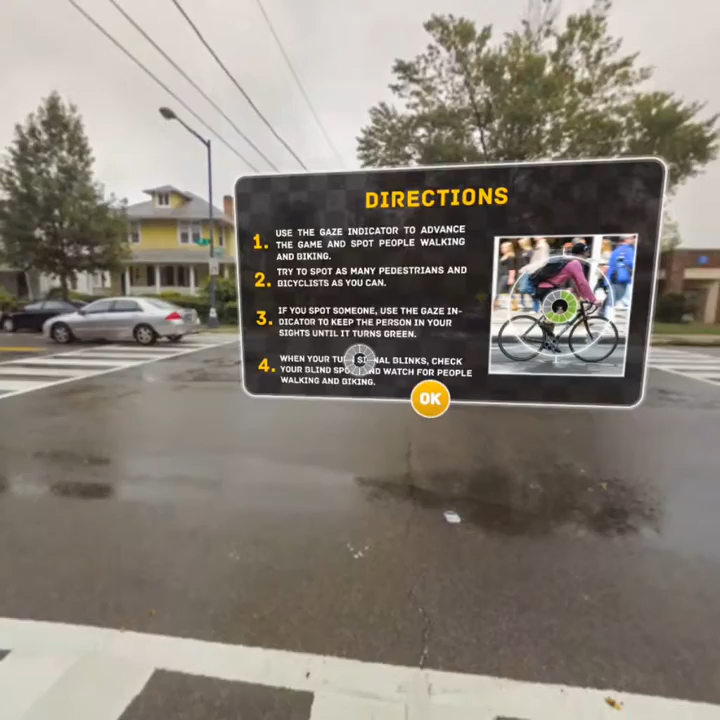 DIRECTIONS
1. USE THE GAZE INDICATOR TO ADVANCE
THE GAME AND SPOT PEOPLE WALKING
AND BIKING.
2. TRY TO SPOT AS MANY PEDESTRIANS AND
BICYCLISTS AS YOU CAN.
3. IF YOU SPOT SOMEONE, USE THE GAZE IN-
DICATOR TO KEEP THE PERSON IN YOUR
SIGHTS UNTIL IT TURNS GREEN.
4. WHEN YOUR BLINKS, CHECK
YOUR BLIND WATCH FOR PEOPLE
WALKING AND BIKING.
OK